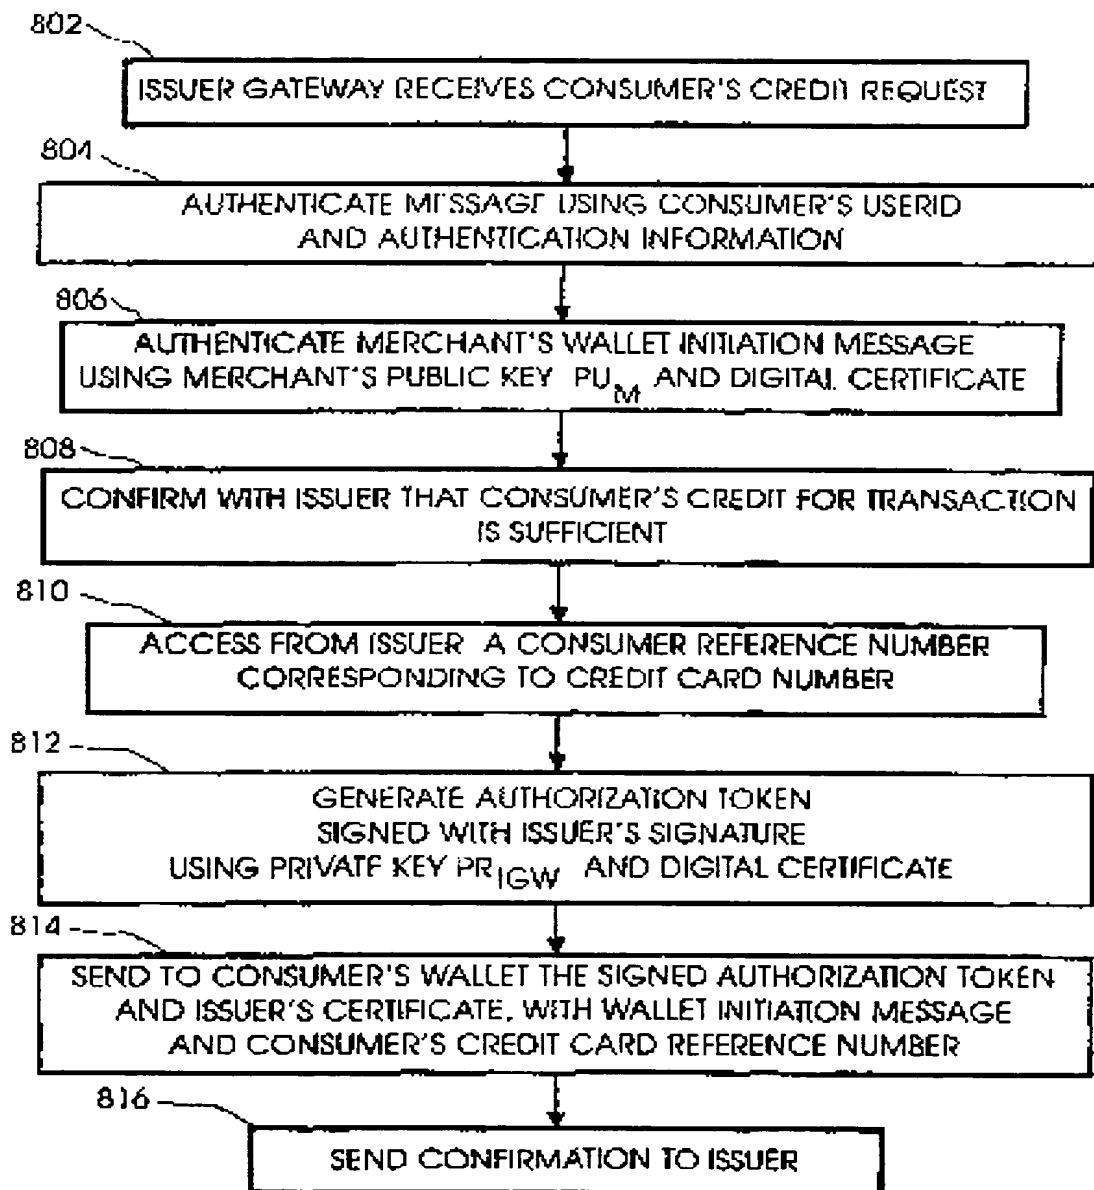 802
ISSUER GATEWAY RECEIVES CONSUMER'S CREDIT REQUEST
804
AUTHENTICATE MESSAGE USING CONSUMER'S USERID
AND AUTHENTICATION INFORMATION
806
AUTHENTICATE MERCHANT'S WALLET INITIATION MESSAGE
USING MERCHANT'S PUBLIC KEY PU_M AND DIGITAL CERTIFICATE
808
CONFIRM WITH ISSUER THAT CONSUMER'S CREDIT FOR TRANSACTION
IS SUFFICIENT
810
ACCESS FROM ISSUER A CONSUMER REFERENCE NUMBER
CORRESPONDING TO CREDIT CARD NUMBER
812
GENERATE AUTHORIZATION TOKEN
SIGNED WITH ISSUER'S SIGNATURE
USING PRIVATE KEY PR_IGW AND DIGITAL CERTIFICATE
814
SEND TO CONSUMER'S WALLET THE SIGNED AUTHORIZATION TOKEN
AND ISSUER'S CERTIFICATE, WITH WALLET INITIATION MESSAGE
AND CONSUMER'S CREDIT CARD REFERENCE NUMBER
816
SEND CONFIRMATION TO ISSUER